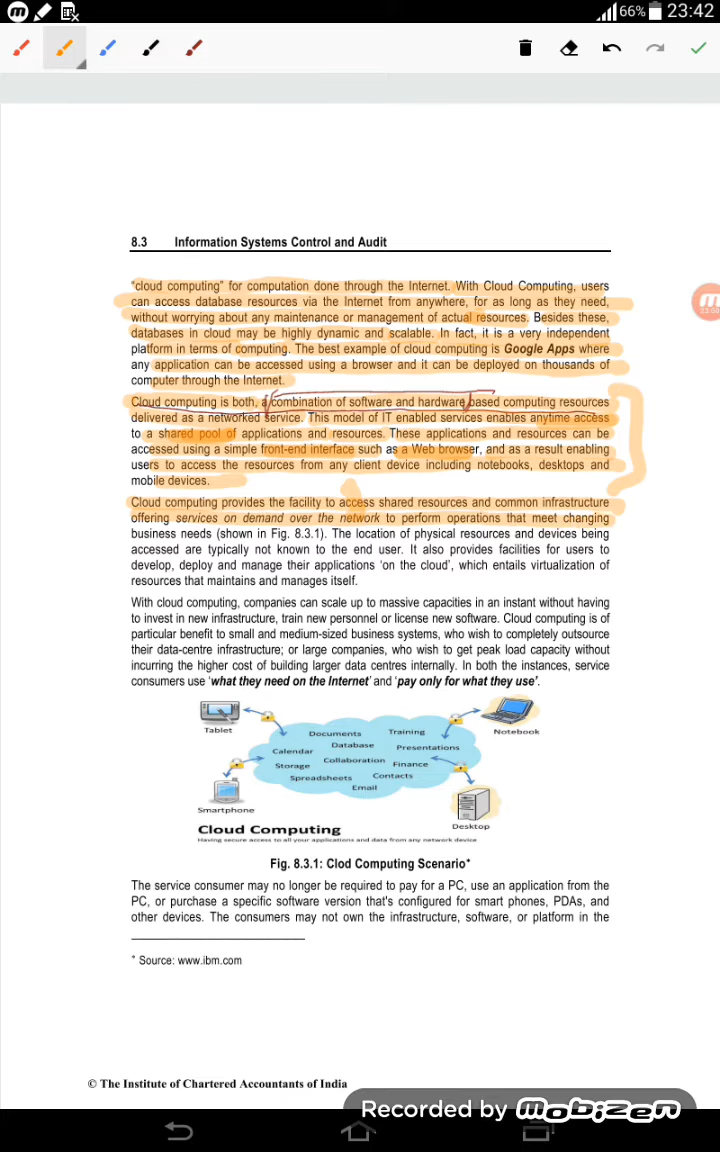 66% 23:42
8.3 Information Systems Control and Audit
"cloud computing" for computation done through the Internet. With Cloud Computing, users
can access database resources via the Internet from anywhere, for as long as they need,
without worrying about any maintenance or management of actual resources. Besides these,
databases in cloud may be highly dynamic and scalable. In fact, it is a very independent
platform in terms of computing. The best example of cloud computing is Google Apps where
any application can be accessed using a browser and it can be deployed on thousands of
computer through the Internet.
Cloud computing is both, a combination of software and hardware based computing resources
delivered as a networked service. This model of IT enabled services enables anytime access
to a shared pool of applications and resources. These applications and resources can be
accessed using a simple front-end interface such as a Web browser, and as a result enabling
users to access the resources from any client device including notebooks, desktops and
mobile devices.
Cloud computing provides the facility to access shared resources and common infrastructure
offering services on demand over the network to perform operations that meet changing
business needs (shown in Fig. 8.3.1). The location of physical resources and devices being
accessed are typically not known to the end user. It also provides facilities for users to
develop, deploy and manage their applications 'on the cloud', which entails virtualization of
resources that maintains and manages itself.
With cloud computing, companies can scale up to massive capacities in an instant without having
to invest in new infrastructure, train new personnel or license new software. Cloud computing is of
particular benefit to small and medium-sized business systems, who wish to completely outsource
their data-centre infrastructure; or large companies, who wish to get peak load capacity without
incurring the higher cost of building larger data centres internally. In both the instances, service
consumers use 'what they need on the Internet' and 'pay only for what they use'.
Tablet
Notebook
Documents
Training
Calendar
Database
Presentations
Storage
Collaboration
Finance
Spreadsheets
Contacts
Email
Smartphone
Desktop
Cloud Computing
Having secure access to all your applications and data from any network device
Fig. 8.3.1: Clod Computing Scenario*
The service consumer may no longer be required to pay for a PC, use an application from the
PC, or purchase a specific software version that's configured for smart phones, PDAs, and
other devices. The consumers may not own the infrastructure, software, or platform in the
* Source: www.ibm.com
© The Institute of Chartered Accountants of India
Recorded by mobizen